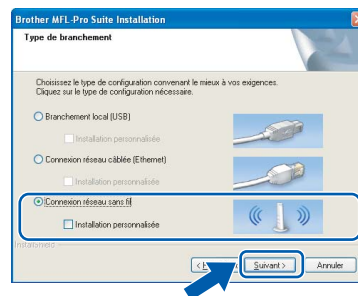 Brother MFL-Pro Suite Installation
Type de branchement
Choisissez le type de configuration convenant le mieux à vos exigences.
Cliquez sur le type de configuration nécessaire.
Branchement local (USB)
Installation personnalisée
Connexion réseau câblée (Ethernet)
Installation personnalisée
Connexion réseau sans fil
Installation personnalisée
InstallShield
Suivant > Annuler